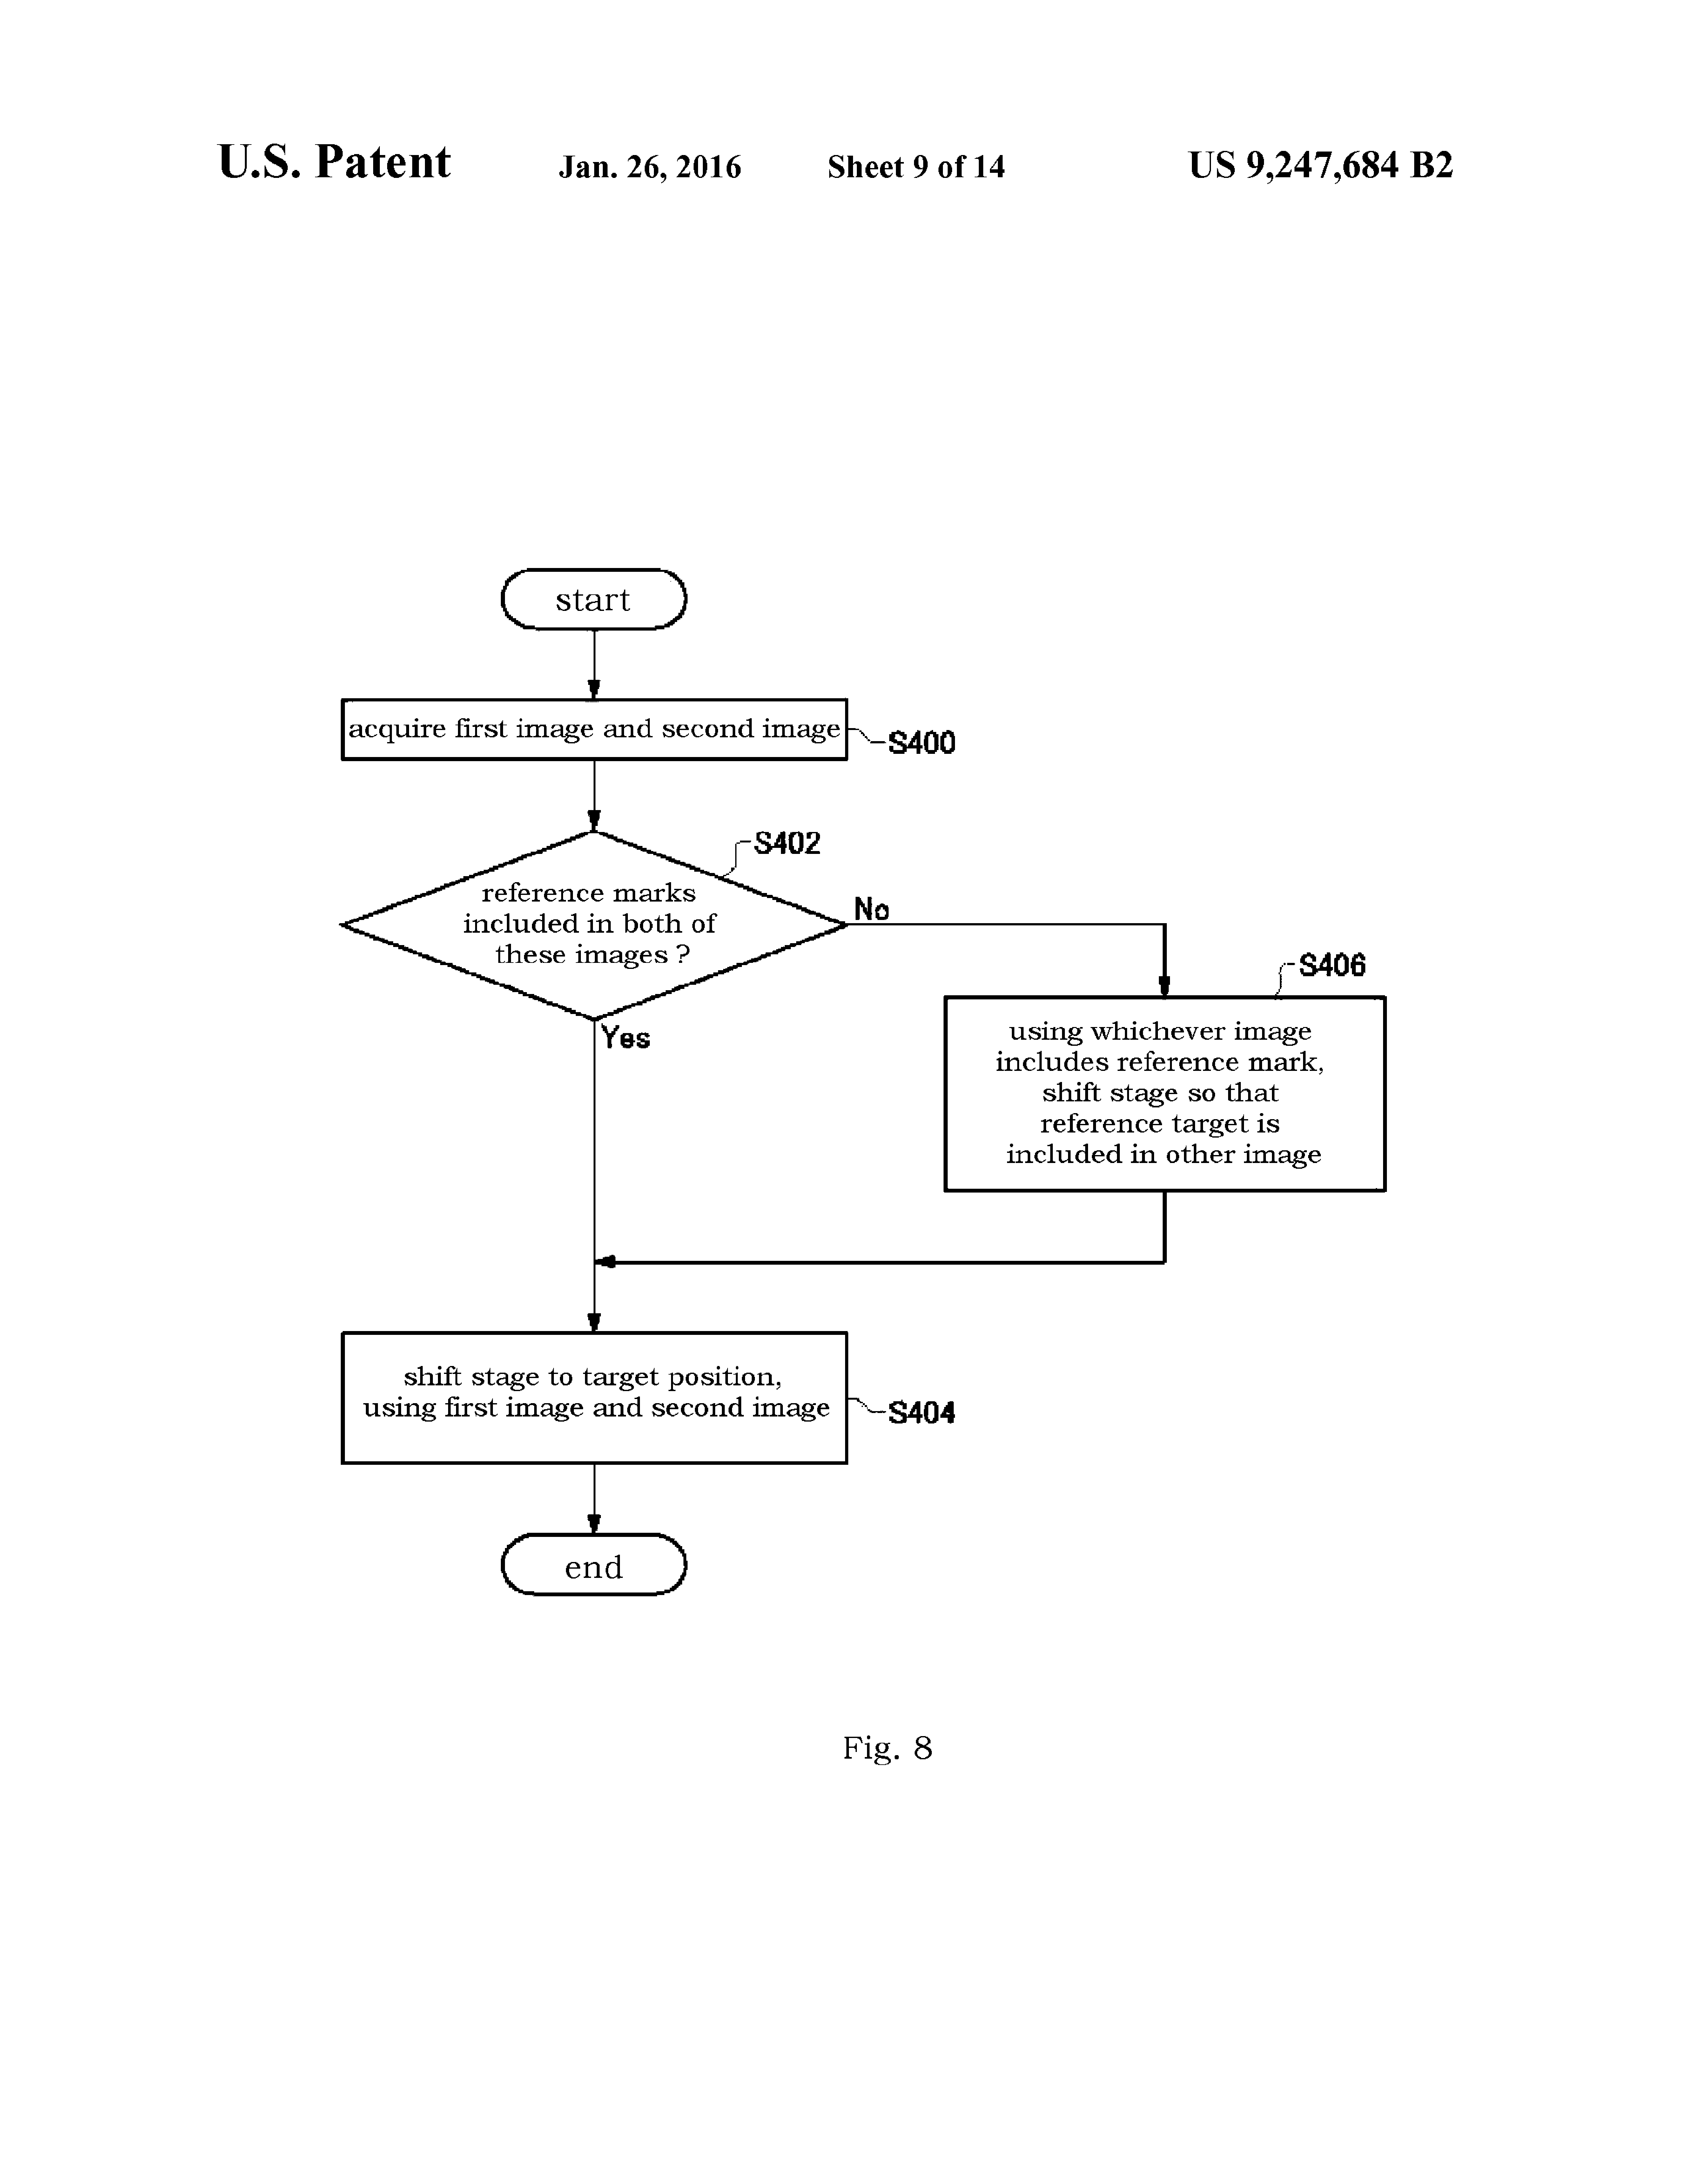 U.S. Patent Jan. 26, 2016 Sheet 9 of 14 US 9,247,684 B2
start
acquire first image and second image
S400
S402
reference marks
included in both of
these images ?
No
Yes
S406
using whichever image
includes reference mark,
shift stage so that
reference target is
included in other image
shift stage to target position,
using first image and second image
S404
end
Fig. 8